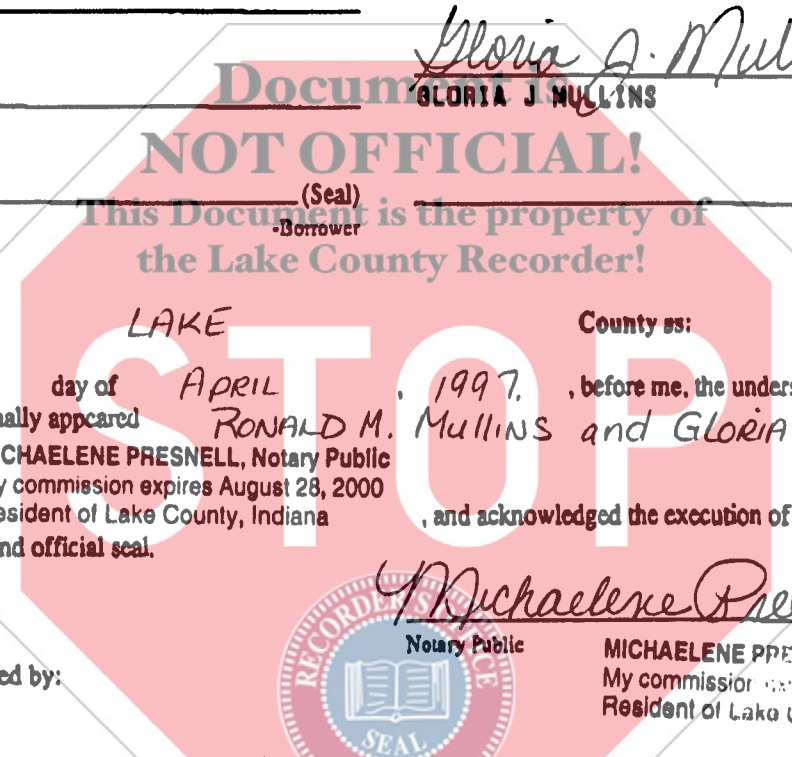 Gloria J. Mul
Document is
GLORIA J MULLINS
NOT OFFICIAL!
(Seal)
This Document is the property of
-Borrower
the Lake County Recorder!
LAKE County ss:
STOP
day of APRIL , 1997, , before me, the unders
nally appeared RONALD M. Mullins and GLORIA
CHAELENE PRESNELL, Notary Public
y commission expires August 28, 2000
esident of Lake County, Indiana , and acknowledged the execution of
nd official seal.
Michaelene Pre
RECORDER'S OFFICE
Notary Public MICHAELENE PRE
ed by: My commission
Resident of Lake
SEAL